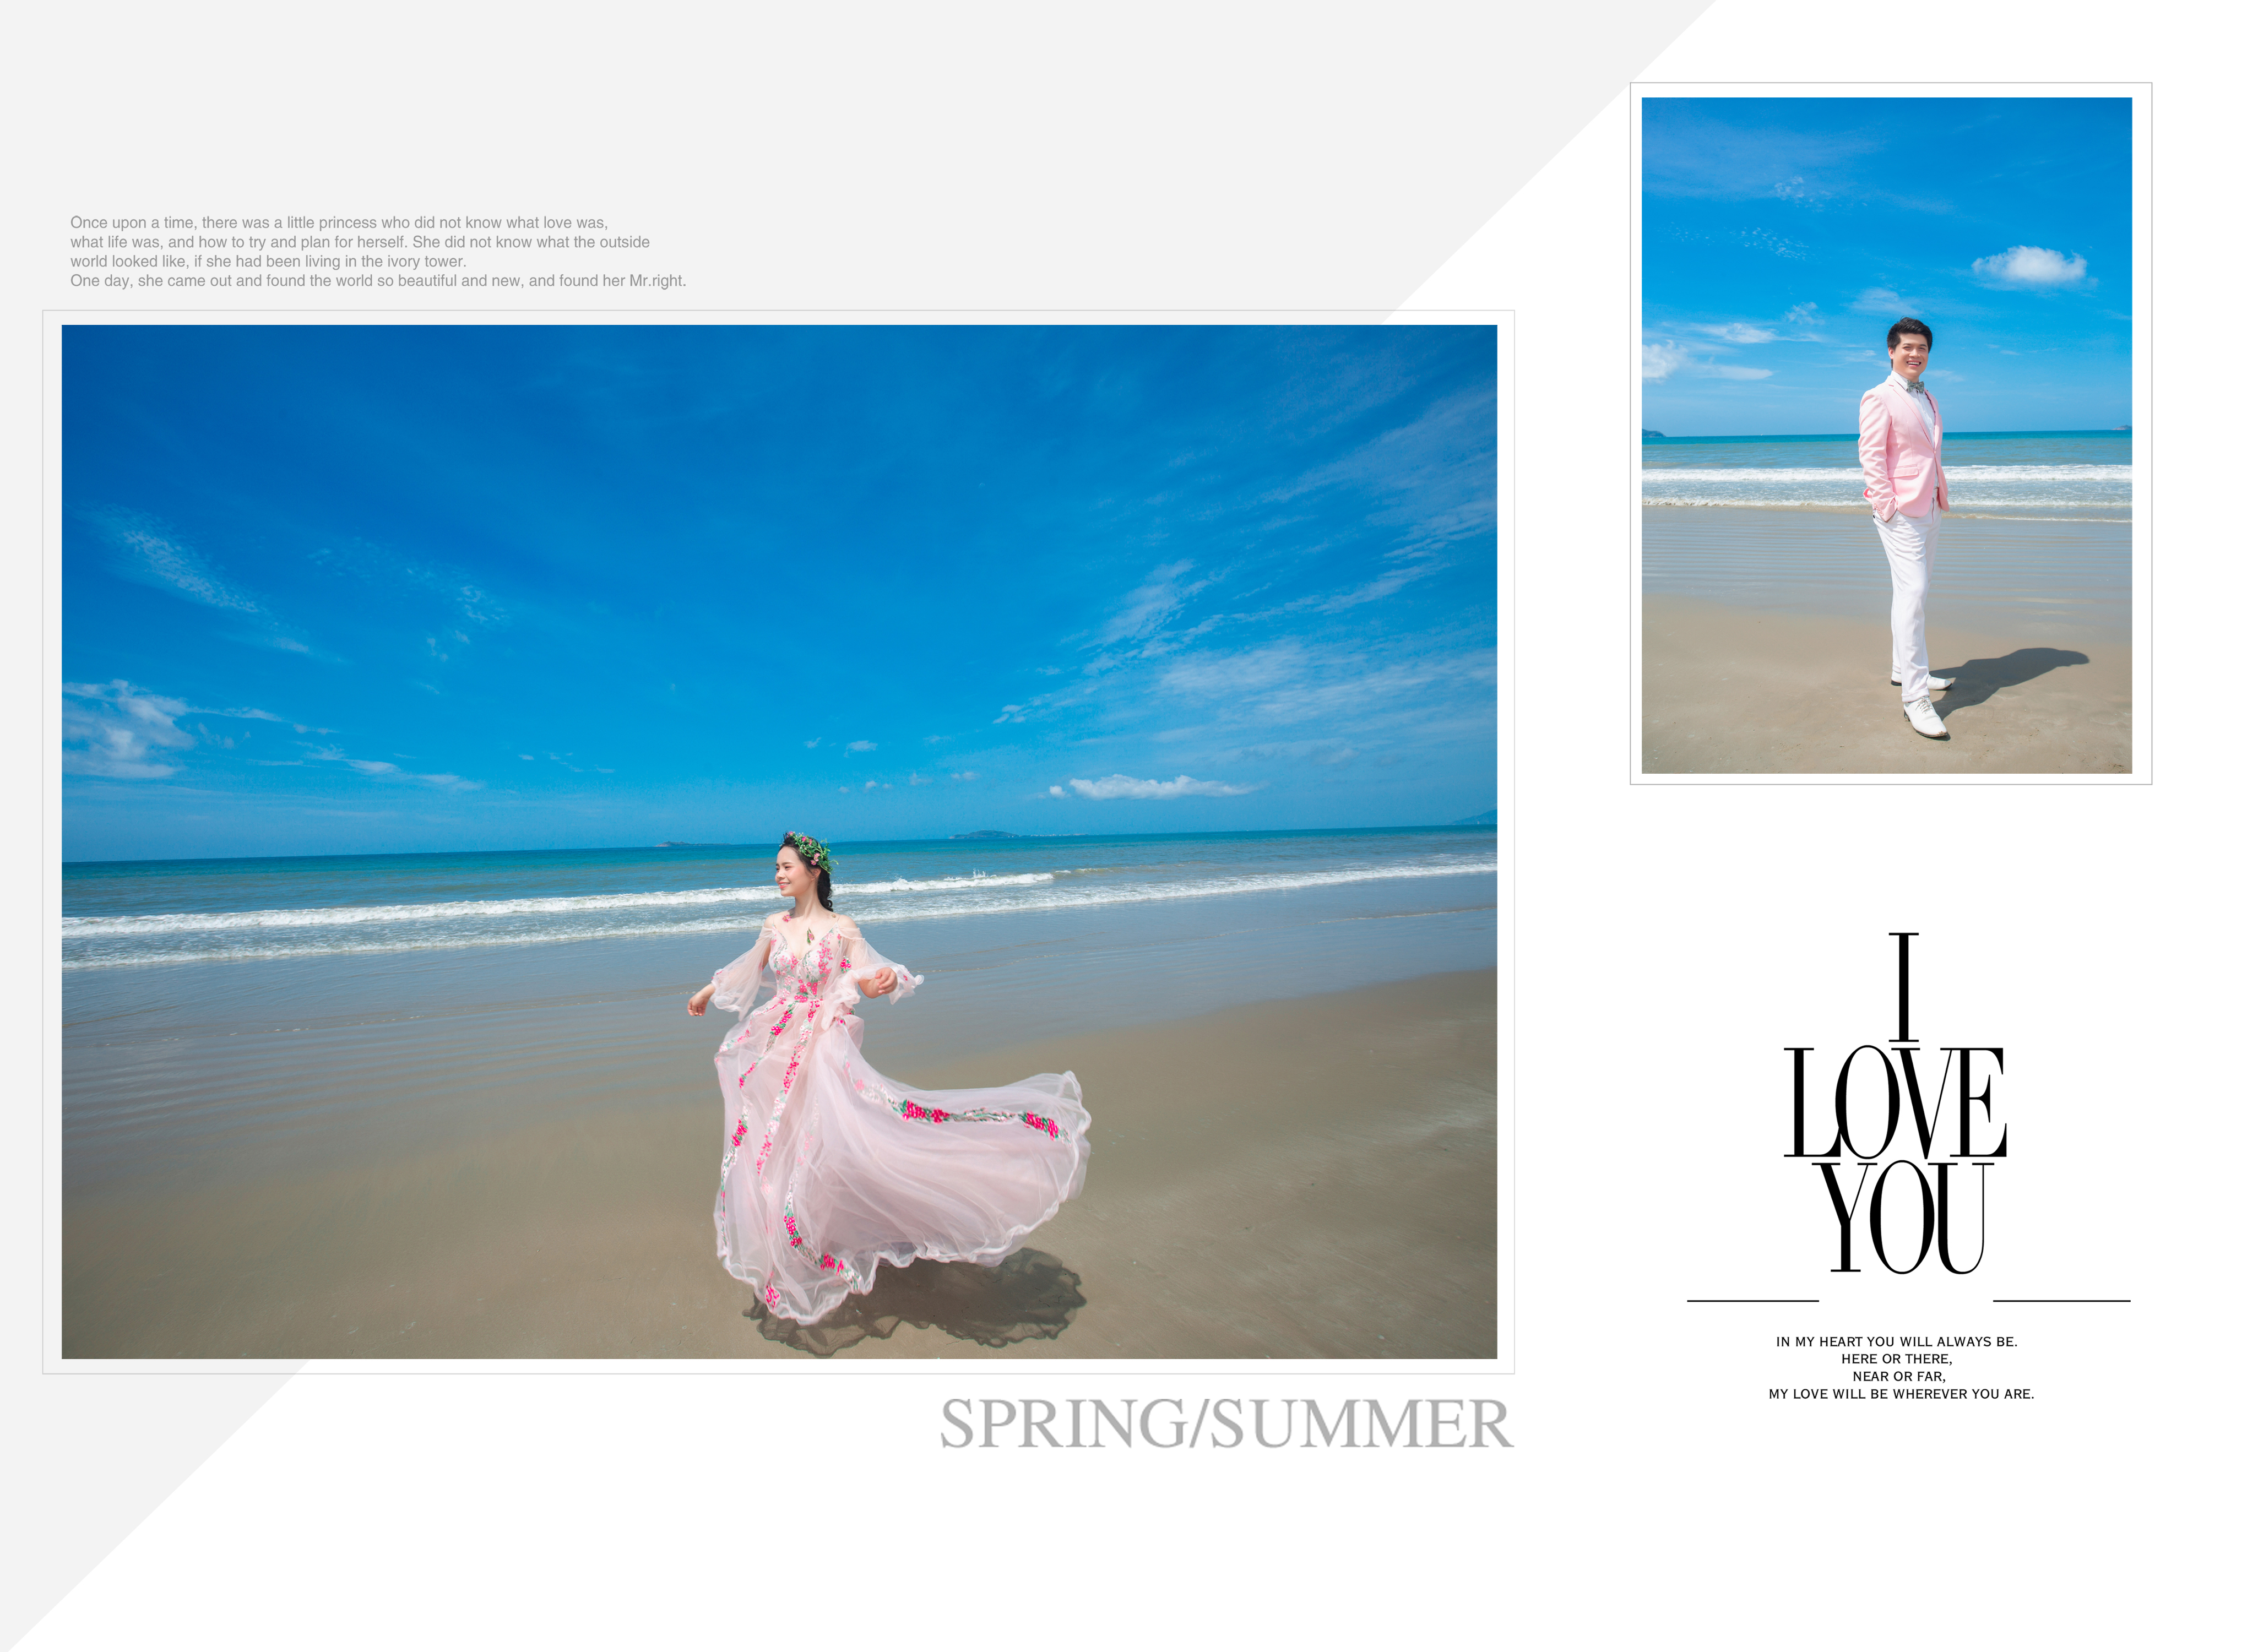 Once upon a time, there was a little princess who did not know what love was,
what life was, and how to try and plan for herself. She did not know what the outside
world looked like, if she had been living in the ivory tower.
One day, she came out and found the world so beautiful and new, and found her Mr.right.
SPRING/SUMMER
I
LOVE
YOU
IN MY HEART YOU WILL ALWAYS BE.
HERE OR THERE,
NEAR OR FAR,
MY LOVE WILL BE WHEREVER YOU ARE.